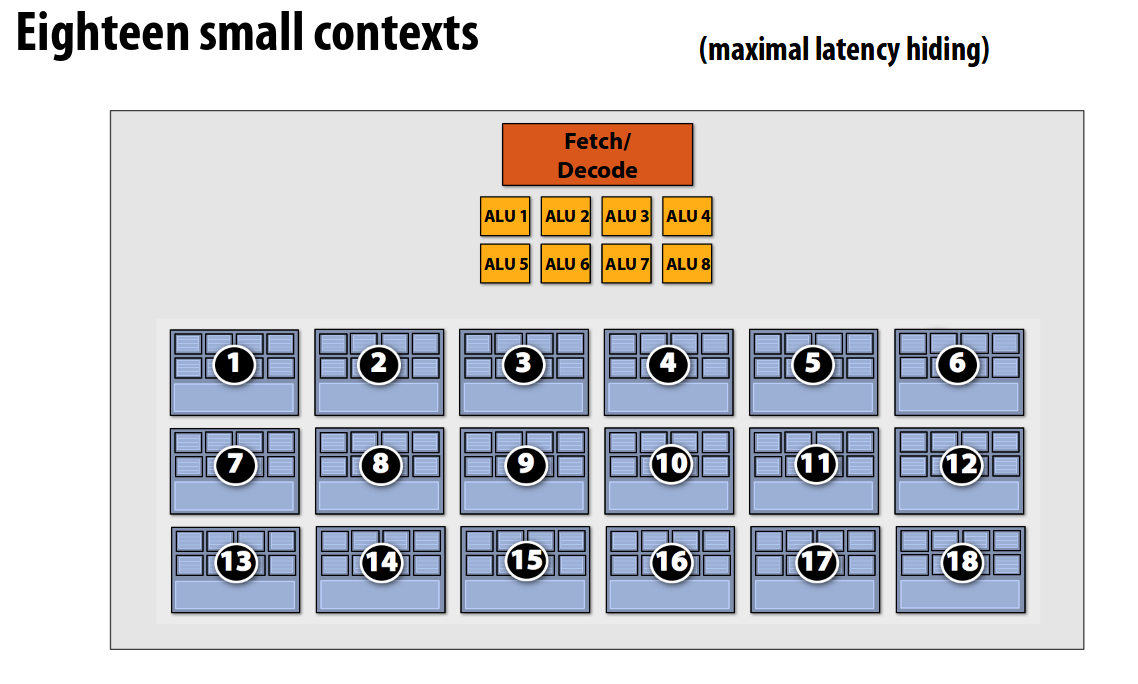 Eighteen small contexts
(maximal latency hiding)
Fetch/
Decode
ALU 1 ALU 2 ALU 3 ALU 4
ALU 5 ALU 6 ALU 7 ALU 8
1 2 3 4 5 6
7 8 9 10 11 12
13 14 15 16 17 18